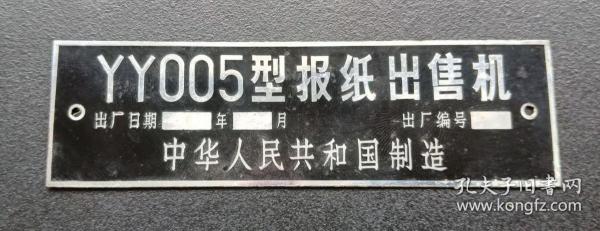 YY005型报纸出售机
出厂日期 年 月 出厂编号
中华人民共和国制造
孔夫子旧书网
www.kongfz.com